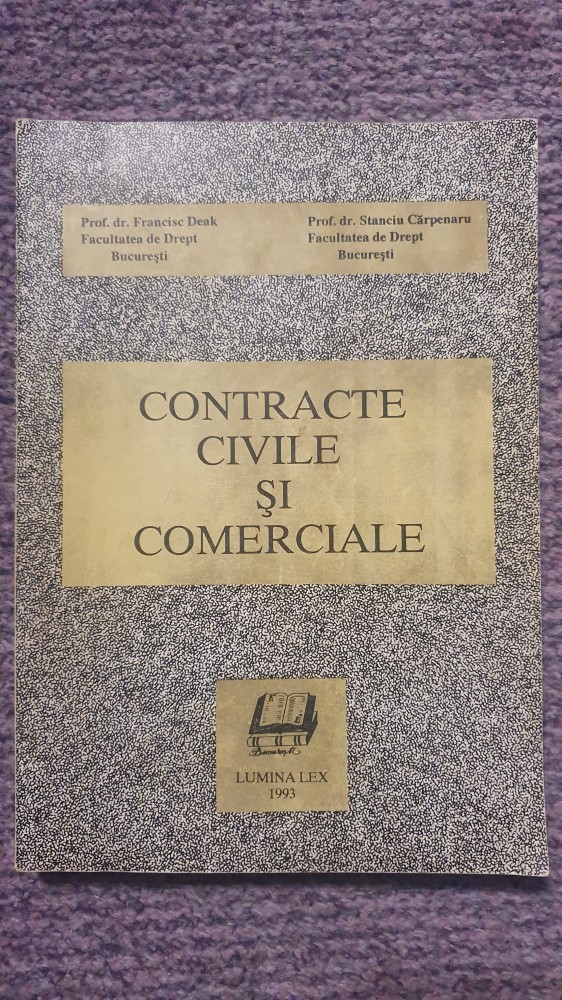 Prof. dr. Francisc Deak
Facultatea de Drept
Bucureşti
Prof. dr. Stanciu Cărpenaru
Facultatea de Drept
Bucureşti
CONTRACTE
CIVILE
ŞI
COMERCIALE
LUMINA LEX
1993